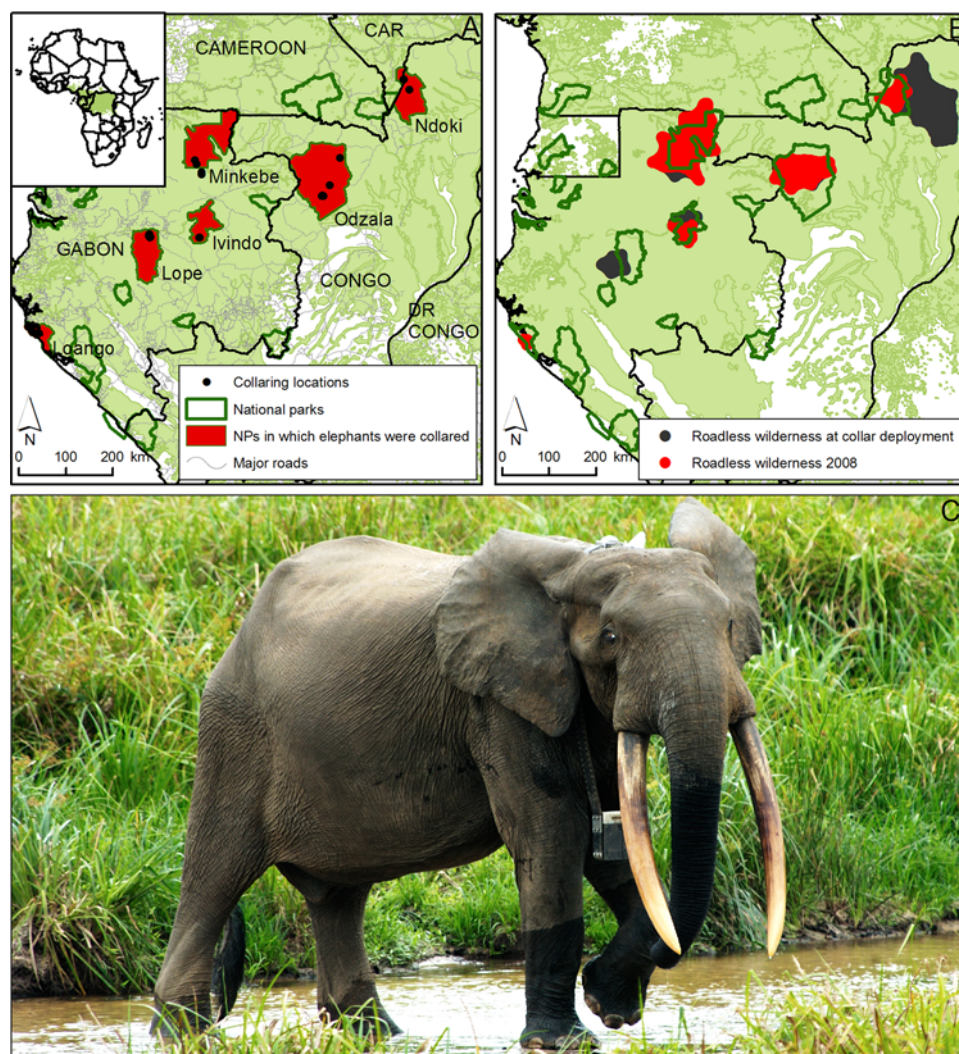 A
CAMEROON
CAR
Ndoki
Minkebe
Odzala
Ivindo
GABON
Lope
CONGO
DR
CONGO
Loango
Collaring locations
National parks
NPs in which elephants were collared
Major roads
N
0 100 200 km
B
Roadless wilderness at collar deployment
Roadless wilderness 2008
N
0 100 200 km
C